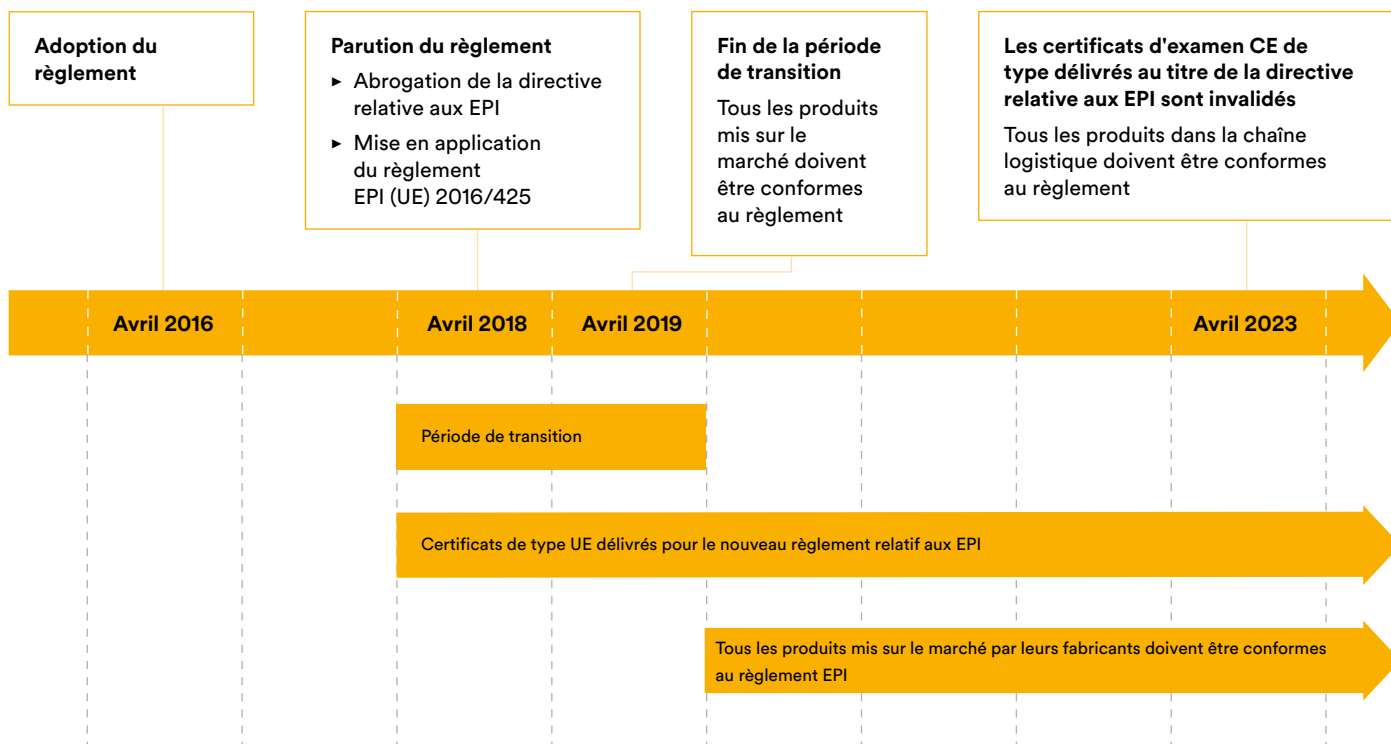 Adoption du
règlement
Parution du règlement
► Abrogation de la directive
relative aux EPI
► Mise en application
du règlement
EPI (UE) 2016/425
Fin de la période
de transition
Tous les produits
mis sur le
marché doivent
être conformes
au règlement
Les certificats d'examen CE de
type délivrés au titre de la directive
relative aux EPI sont invalidés
Tous les produits dans la chaîne
logistique doivent être conformes
au règlement
Avril 2016
Avril 2018
Avril 2019
Avril 2023
Période de transition
Certificats de type UE délivrés pour le nouveau règlement relatif aux EPI
Tous les produits mis sur le marché par leurs fabricants doivent être conformes
au règlement EPI